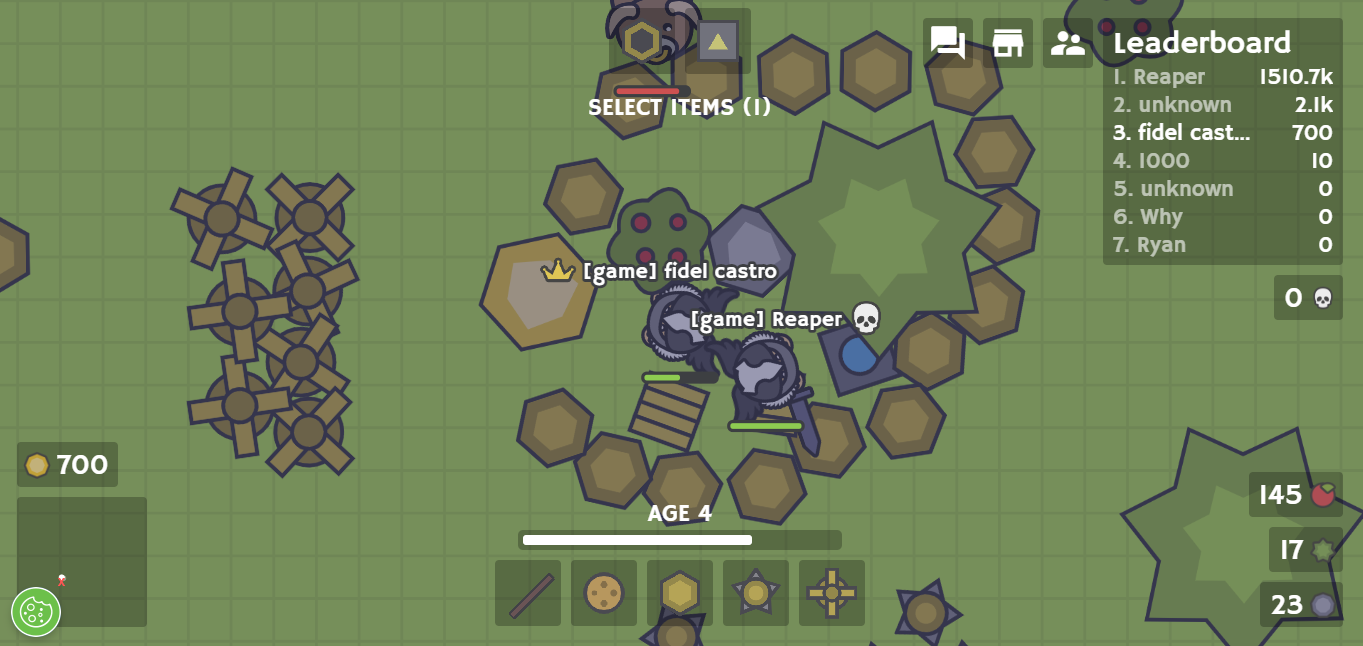 Leaderboard
1. Reaper 1510.7k
2. unknown 2.1k
3. fidel cast... 700
4. 1000 10
5. unknown 0
6. Why 0
7. Ryan 0
SELECT ITEMS (1)
[game] fidel castro
[game] Reaper
0
700
145
17
23
AGE 4